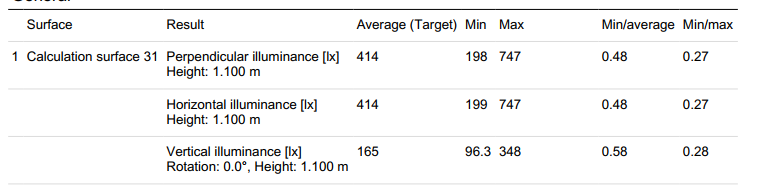 General
Surface Result Average (Target) Min Max Min/average Min/max
1 Calculation surface 31 Perpendicular illuminance [lx] 414 198 747 0.48 0.27
Height: 1.100 m
Horizontal illuminance [lx] 414 199 747 0.48 0.27
Height: 1.100 m
Vertical illuminance [lx] 165 96.3 348 0.58 0.28
Rotation: 0.0°, Height: 1.100 m